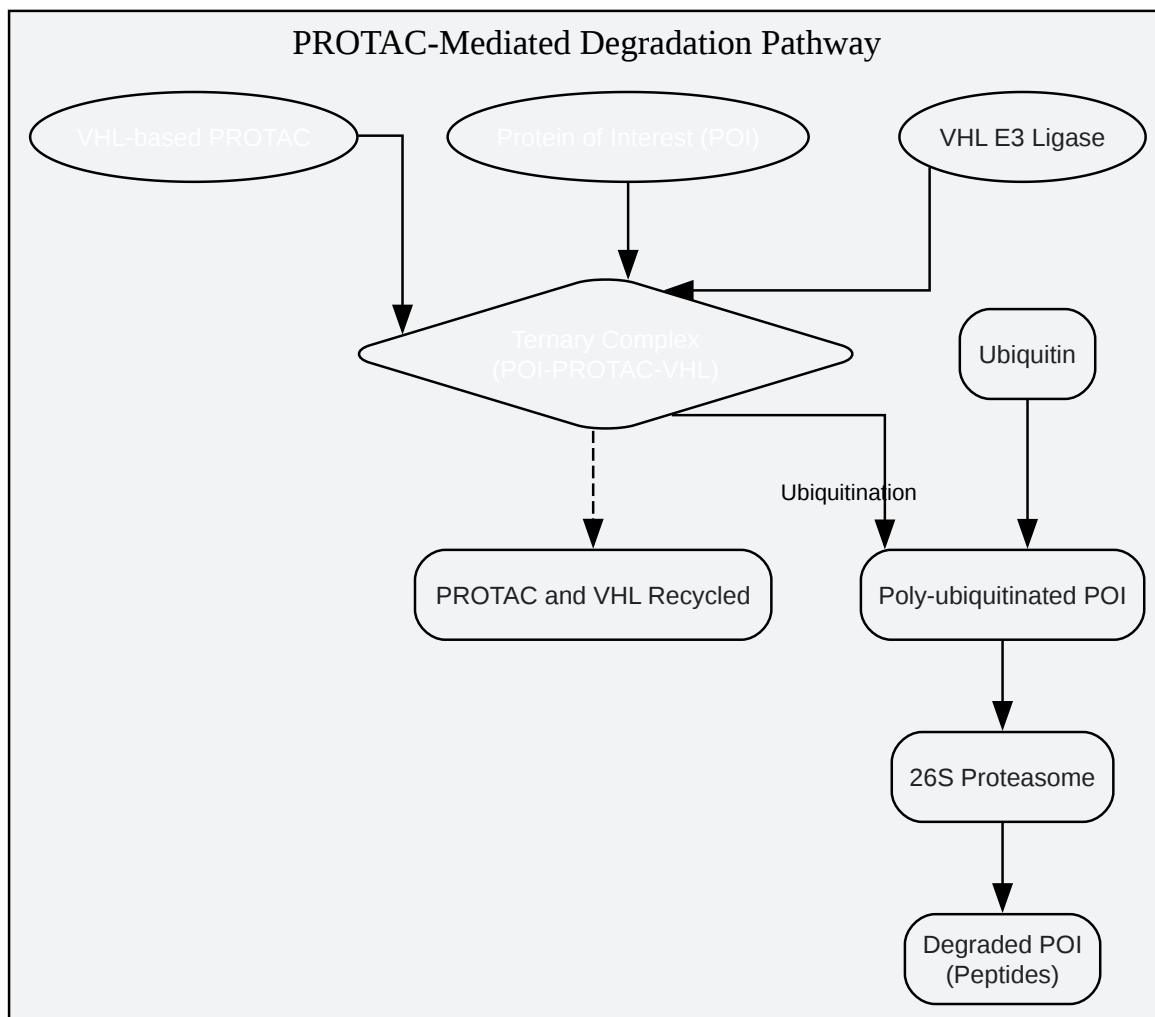 PROTAC-Mediated Degradation Pathway
VHL-based PROTAC
Protein of Interest (POI)
VHL E3 Ligase
Ternary Complex
(POI-PROTAC-VHL)
Ubiquitin
Ubiquitination
PROTAC and VHL Recycled
Poly-ubiquitinated POI
26S Proteasome
Degraded POI
(Peptides)